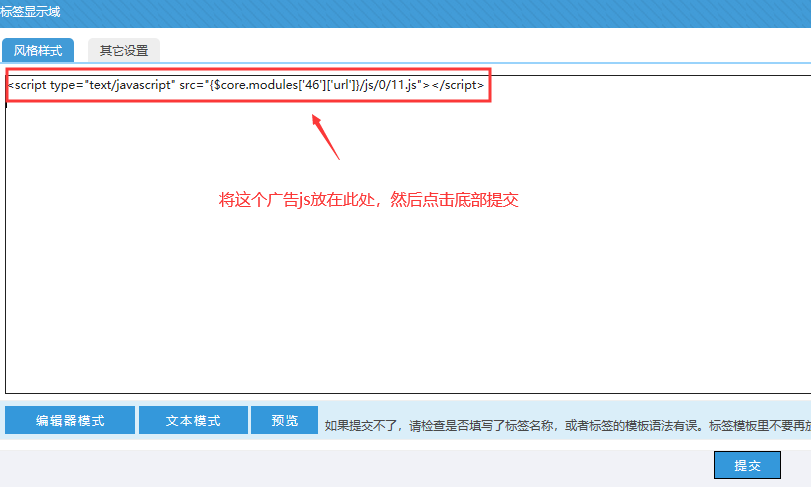 标签显示域
风格样式 其它设置
<script type="text/javascript" src="{$core.modules['46']['url']}/js/0/11.js"></script>
将这个广告js放在此处，然后点击底部提交
编辑器模式 文本模式 预览 如果提交不了，请检查是否填写了标签名称，或者标签的模板语法有误。标签模板里不要再
提交